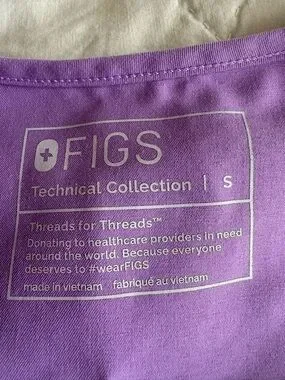 FIGS
Technical Collection | S
Threads for Threads™
Donating to healthcare providers in need
around the world. Because everyone
deserves to #wearFIGS
made in vietnam fabriqué au vietnam